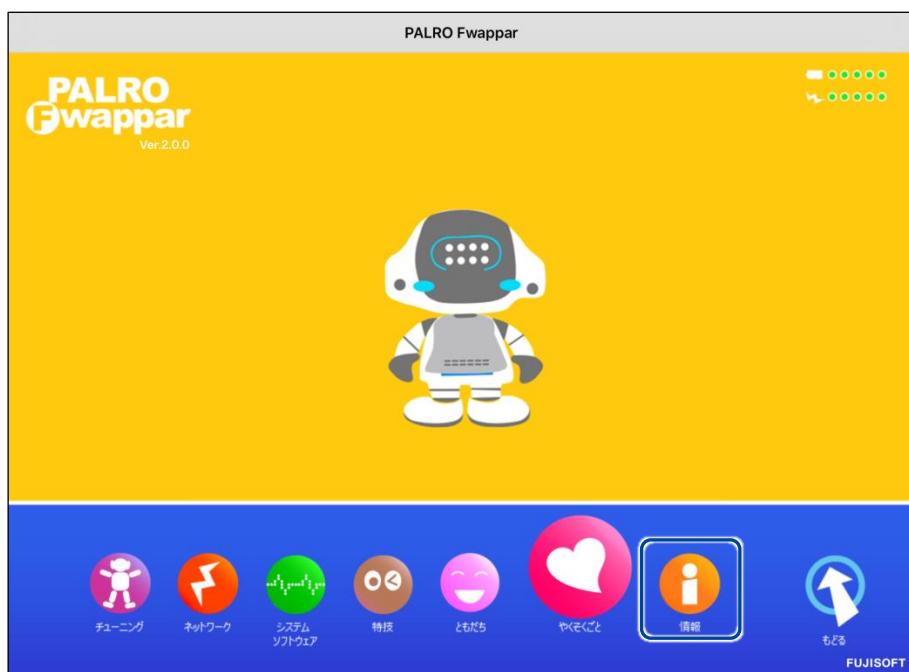 PALRO Fwappar
PALRO
Fwappar
Ver.2.0.0
チューニング
ネットワーク
システム
ソフトウェア
特技
ともだち
やくそくごと
情報
もどる
FUJISOFT